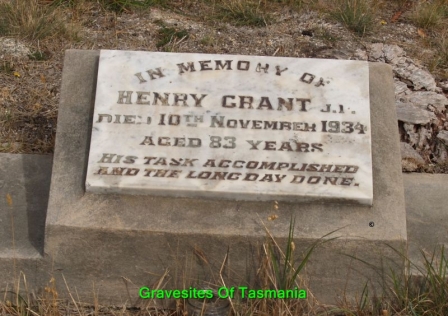 IN MEMORY OF
HENRY GRANT J.P.
DIED 10TH NOVEMBER 1934
AGED 83 YEARS
HIS TASK ACCOMPLISHED
AND THE LONG DAY DONE.
Gravesites Of Tasmania